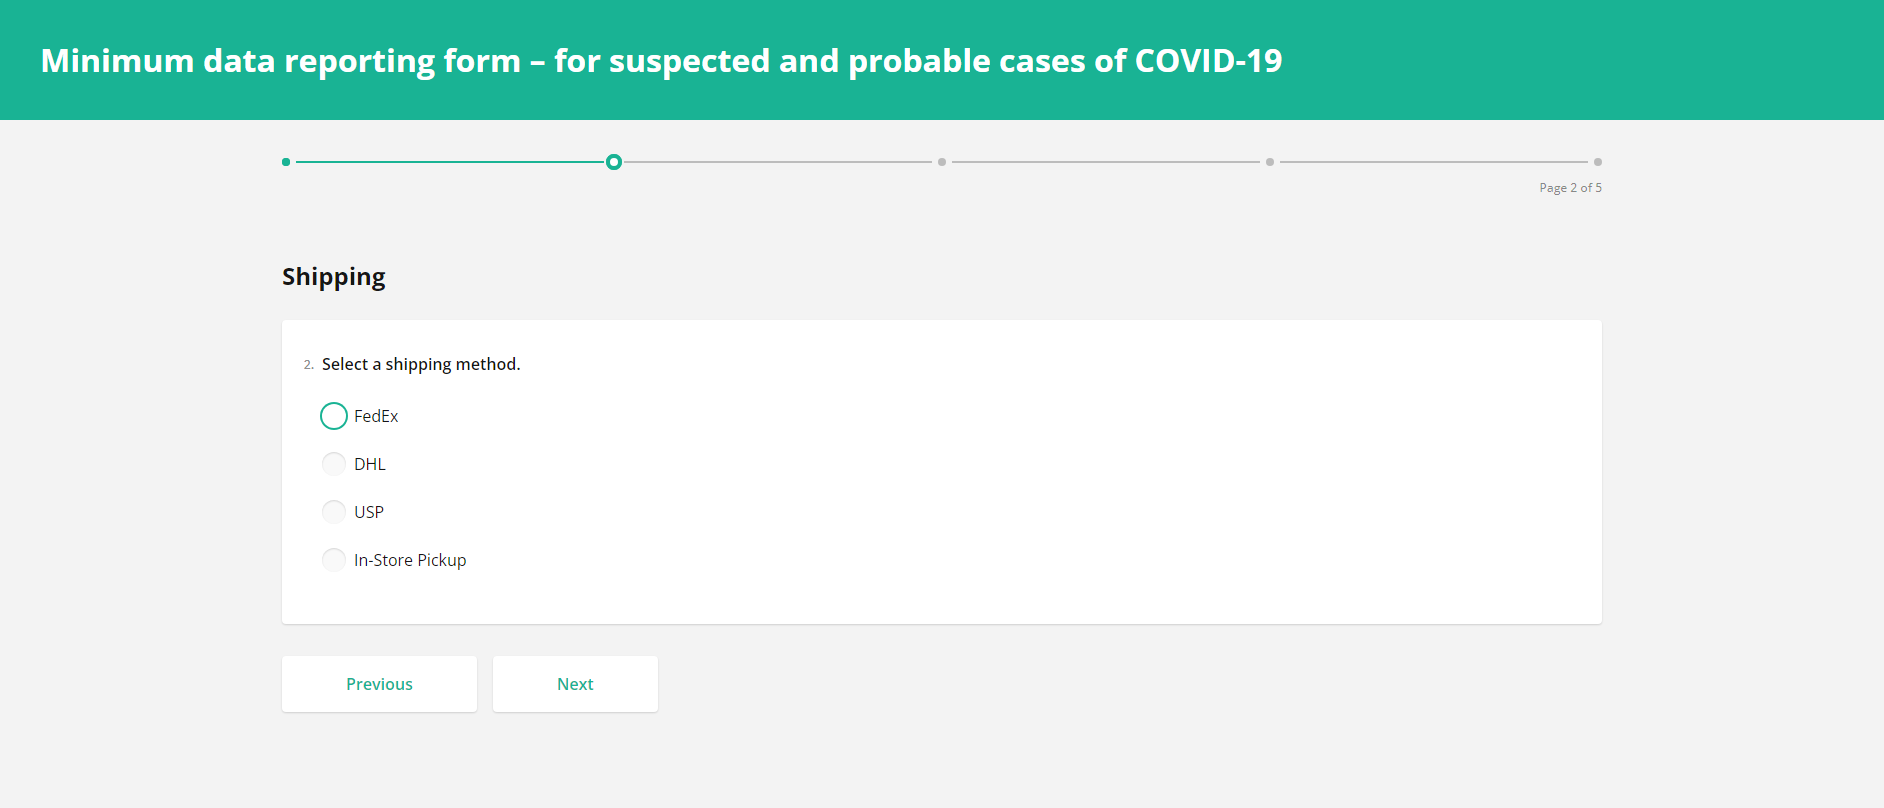 Minimum data reporting form – for suspected and probable cases of COVID-19
Page 2 of 5
Shipping
2. Select a shipping method.
FedEx
DHL
USP
In-Store Pickup
Previous
Next